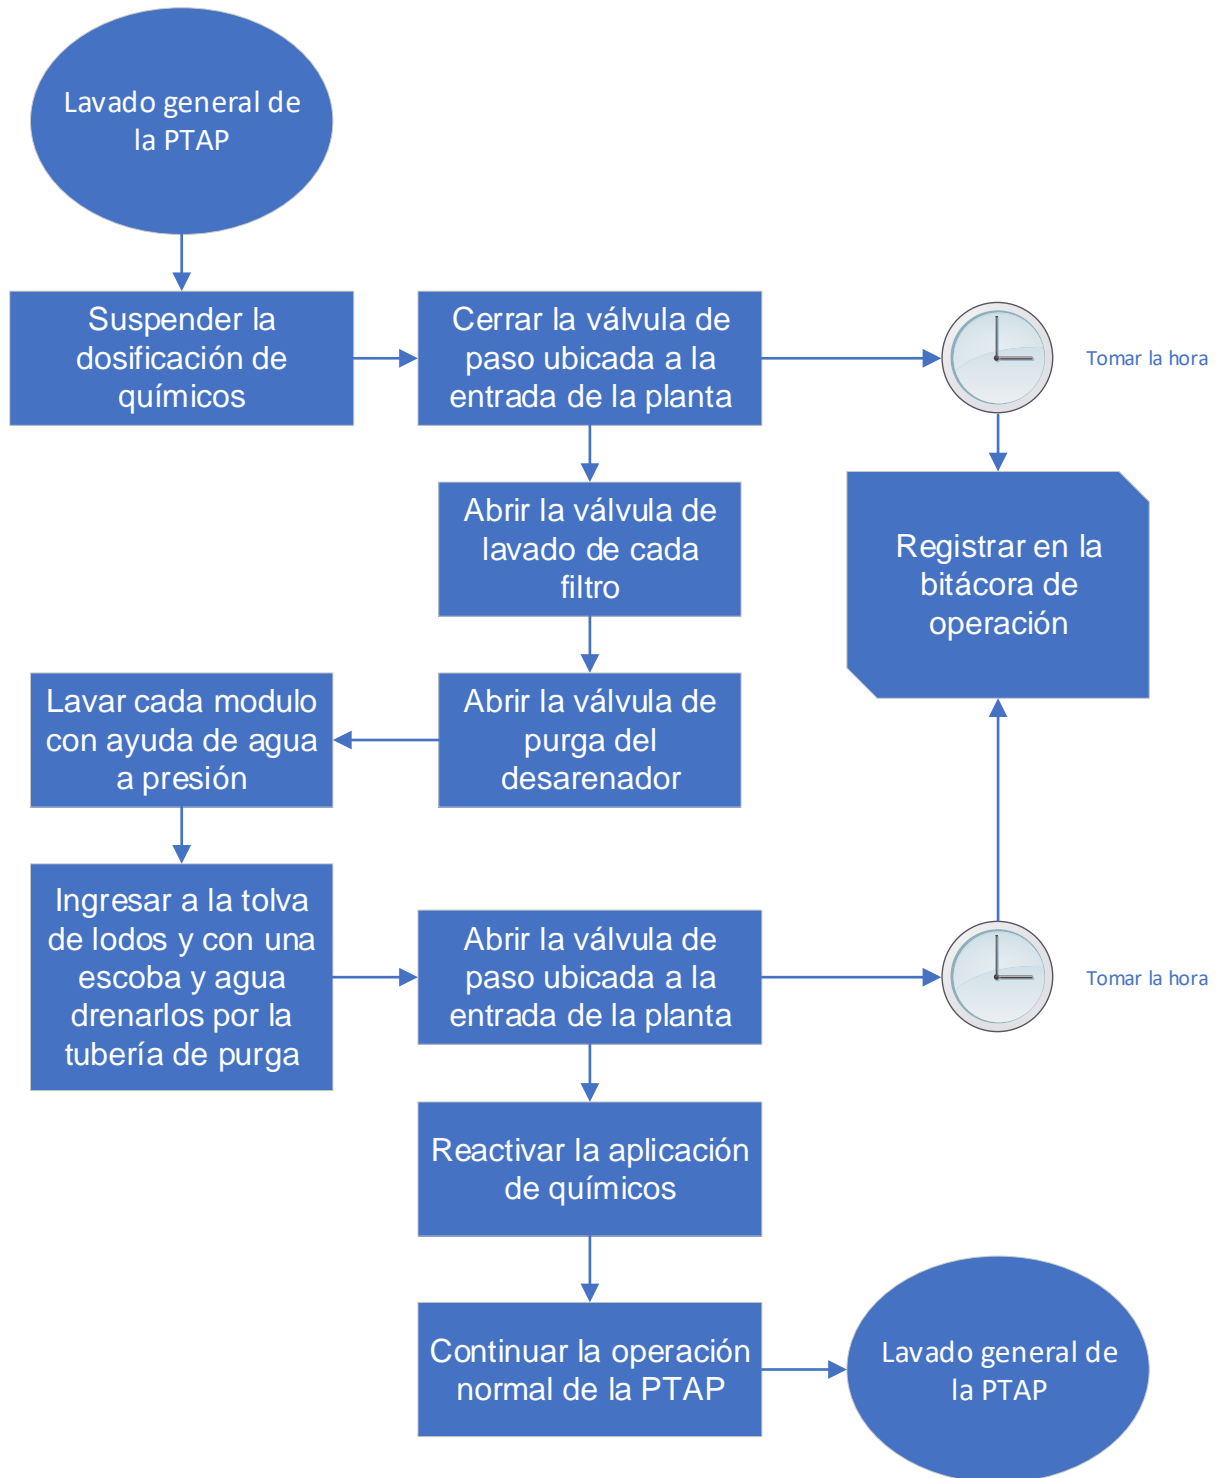 Lavado general de
la PTAP
Suspender la
dosificación de
químicos
Cerrar la válvula de
paso ubicada a la
entrada de la planta
Tomar la hora
Abrir la válvula de
lavado de cada
filtro
Registrar en la
bitácora de
operación
Abrir la válvula de
purga del
desarenador
Lavar cada modulo
con ayuda de agua
a presión
Ingresar a la tolva
de lodos y con una
escoba y agua
drenarlos por la
tubería de purga
Abrir la válvula de
paso ubicada a la
entrada de la planta
Tomar la hora
Reactivar la aplicación
de químicos
Continuar la operación
normal de la PTAP
Lavado general de
la PTAP